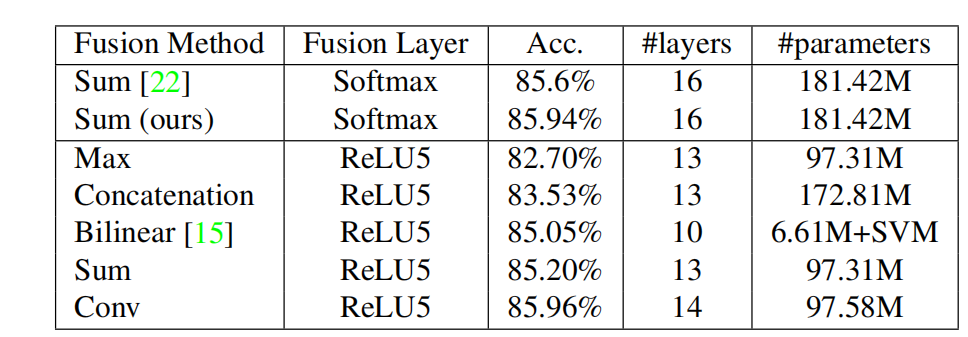 Fusion Method Fusion Layer Acc. #layers #parameters
Sum [22] Softmax 85.6% 16 181.42M
Sum (ours) Softmax 85.94% 16 181.42M
Max ReLU5 82.70% 13 97.31M
Concatenation ReLU5 83.53% 13 172.81M
Bilinear [15] ReLU5 85.05% 10 6.61M+SVM
Sum ReLU5 85.20% 13 97.31M
Conv ReLU5 85.96% 14 97.58M